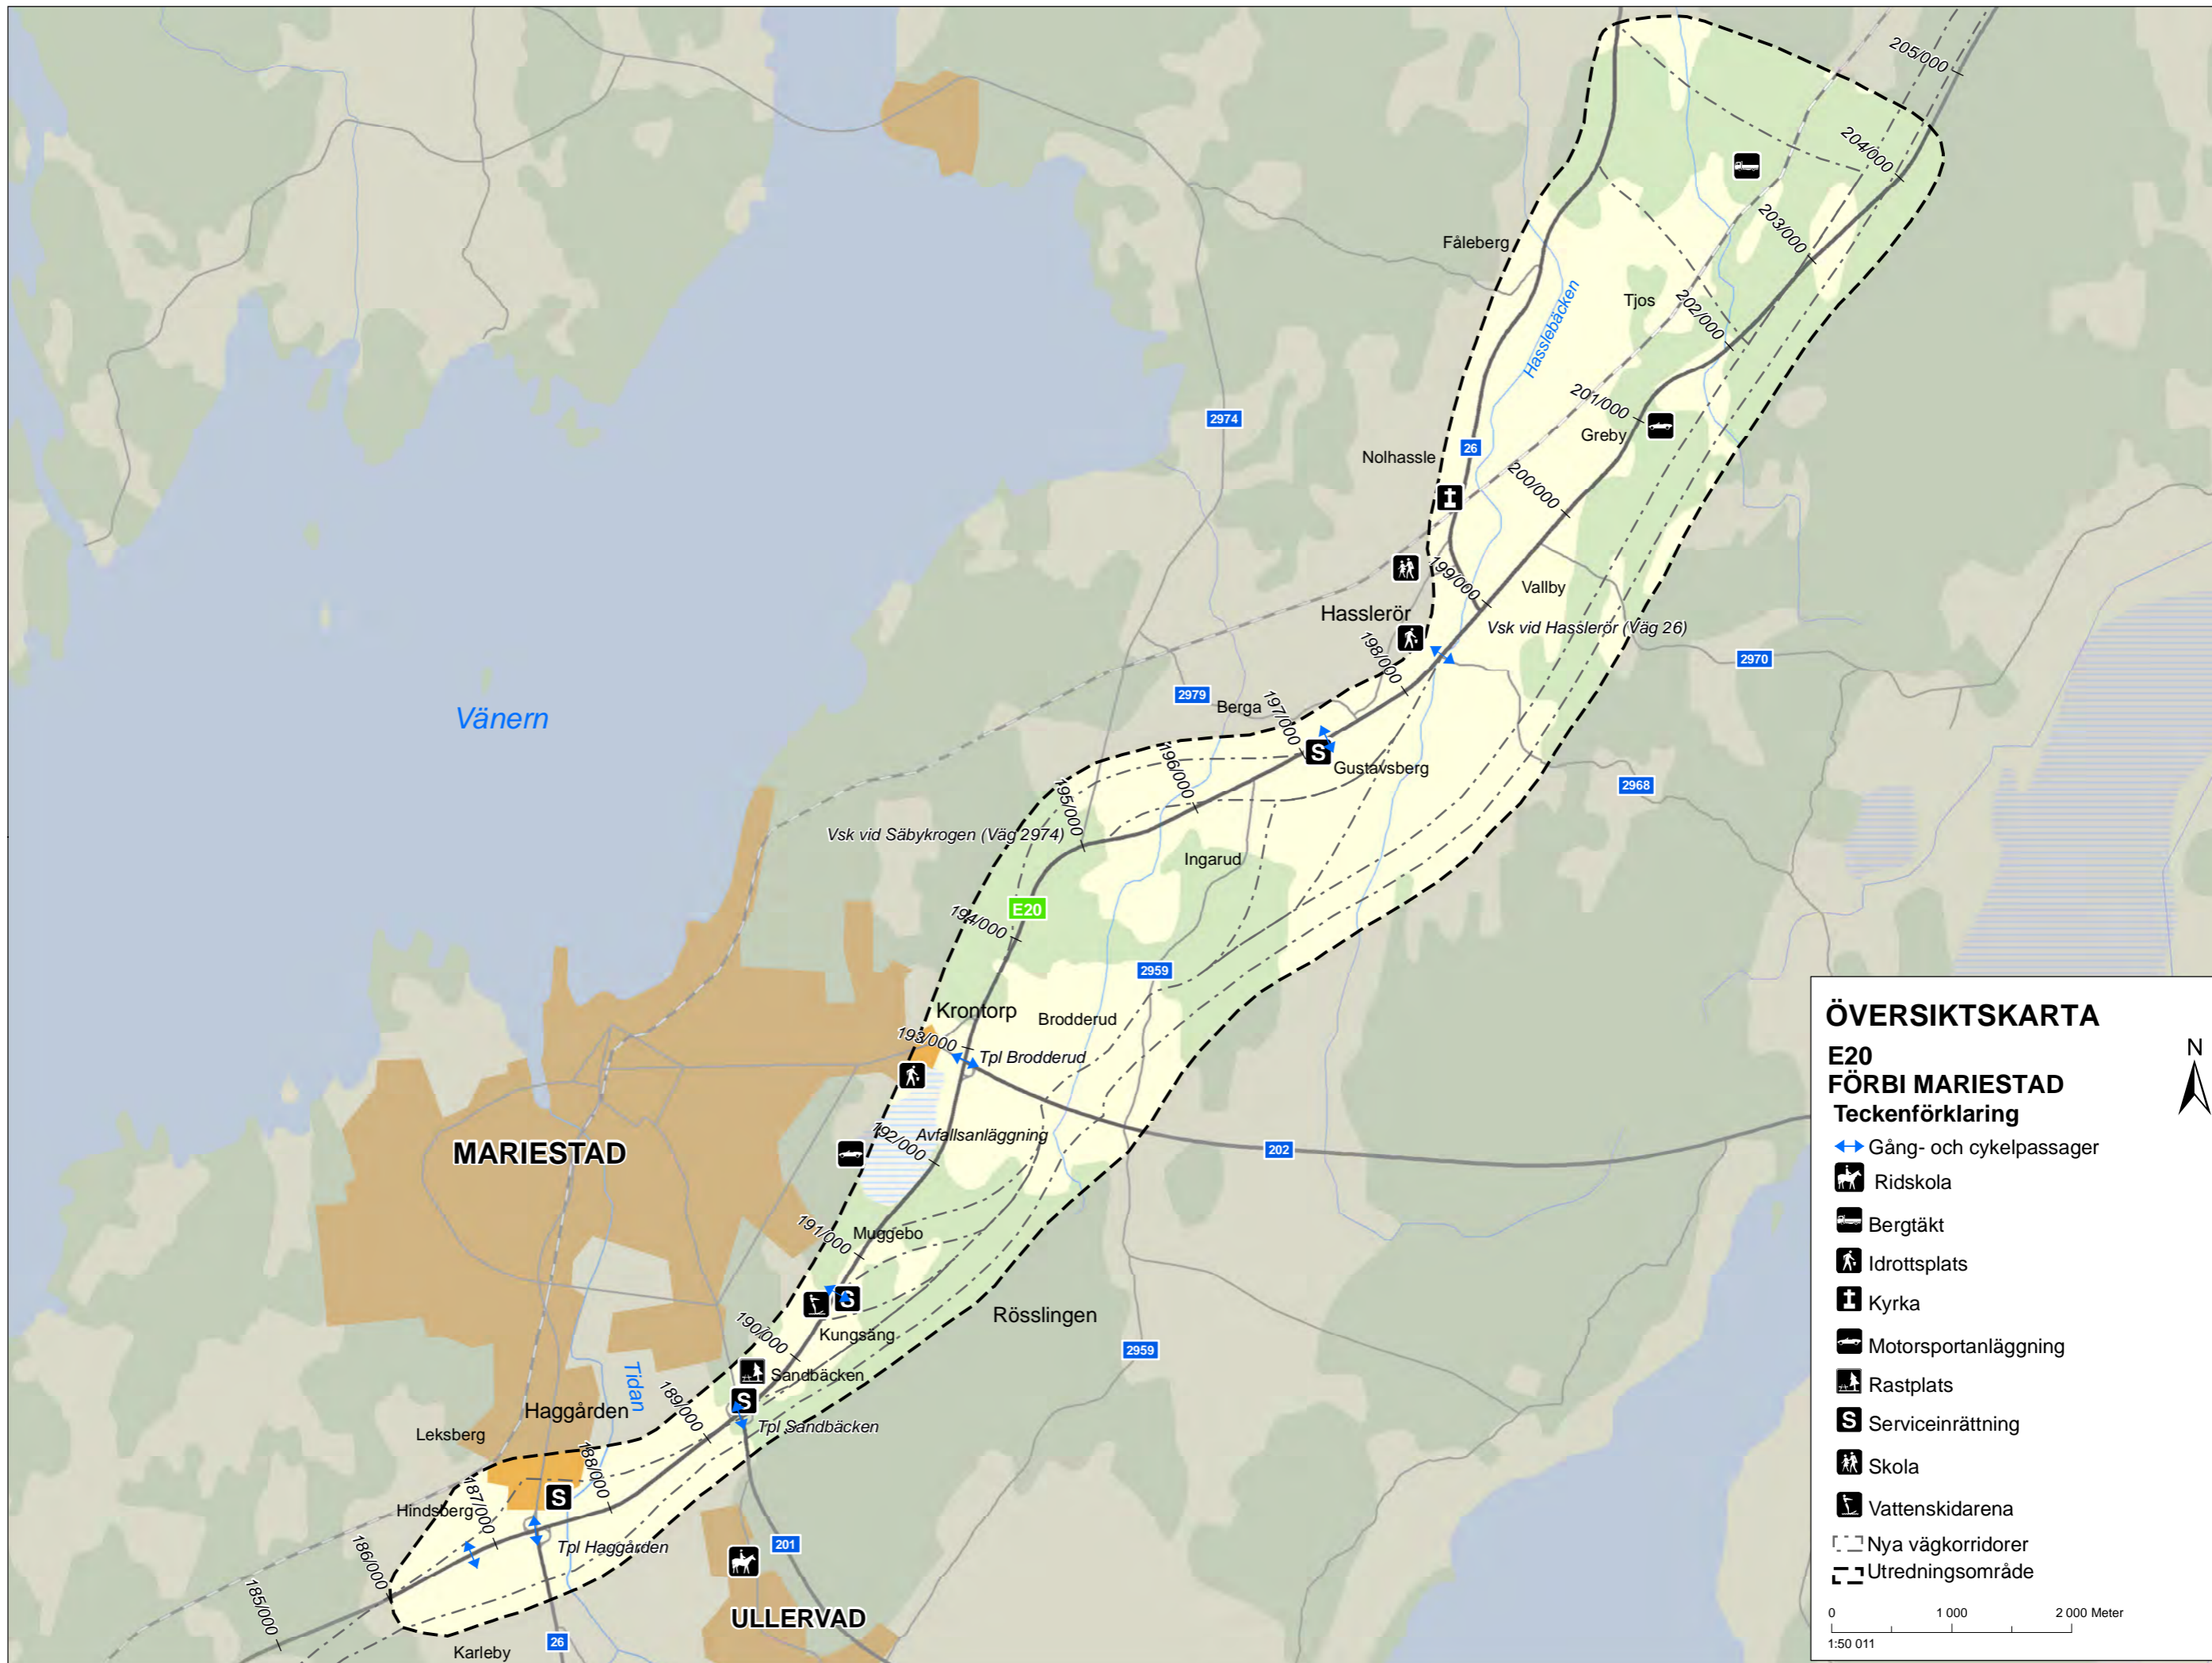 205/000
204/000
203/000
Fåleberg
Hasslebäcken
Tjos
202/000
2974
201/000
Greby
26
Nolhassle
200/000
199/000
Vallby
Hasslerör
Vsk vid Hasslerör (Väg 26)
198/000
2970
2979
Berga
197/000
Vänern
196/000
S
Gustavsberg
2968
195/000
Vsk vid Säbykrogen (Väg 2974)
Ingarud
E20
194/000
2959
Krontorp
Brodderud
193/000
Tpl Brodderud
192/000
Avfallsanläggning
MARIESTAD
202
191/000
Muggebo
S
Rösslingen
190/000
Kungsäng
2959
Sandbäcken
Tidan
S
189/000
Haggården
Tpl Sandbäcken
Leksberg
188/000
S
187/000
Hindsberg
186/000
Tpl Haggården
201
185/000
ULLERVAD
26
Karleby
ÖVERSIKTSKARTA
N
E20
FÖRBI MARIESTAD
Teckenförklaring
Gång- och cykelpassager
Ridskola
Bergtäkt
Idrottsplats
Kyrka
Motorsportanläggning
Rastplats
S Serviceinrättning
Skola
Vattenskidarena
Nya vägkorridorer
Utredningsområde
0 1 000 2 000 Meter
1:50 011